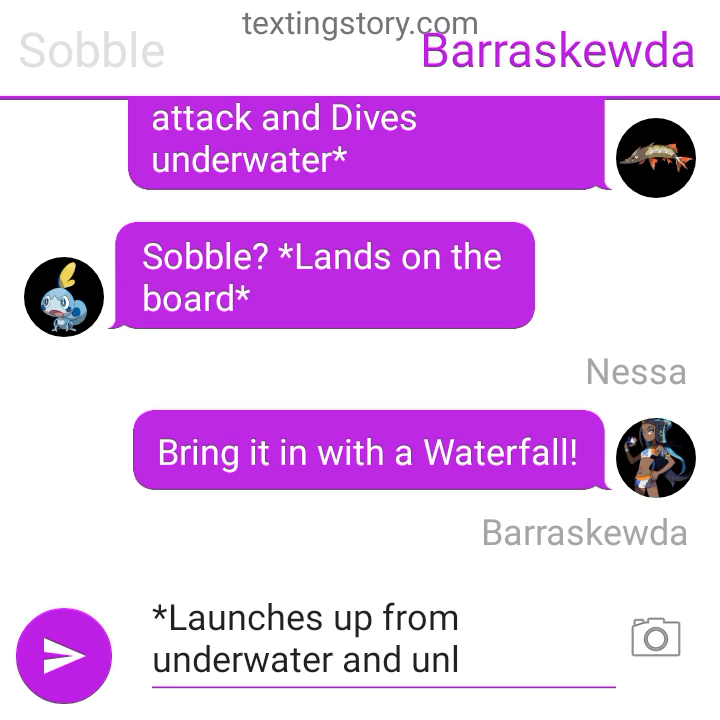 textingstory.com
Sobble
Barraskewda
attack and Dives
underwater*
Sobble? *Lands on the
board*
Nessa
Bring it in with a Waterfall!
Barraskewda
*Launches up from
underwater and unl